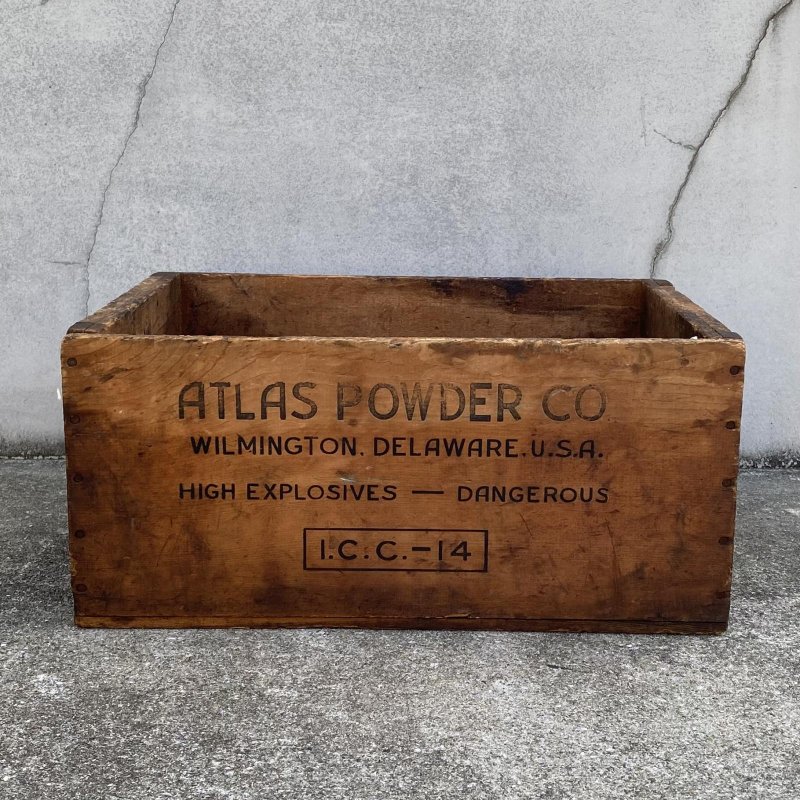 ATLAS POWDER CO.
WILMINGTON, DELAWARE, U.S.A.
HIGH EXPLOSIVES — DANGEROUS
I.C.C.-14